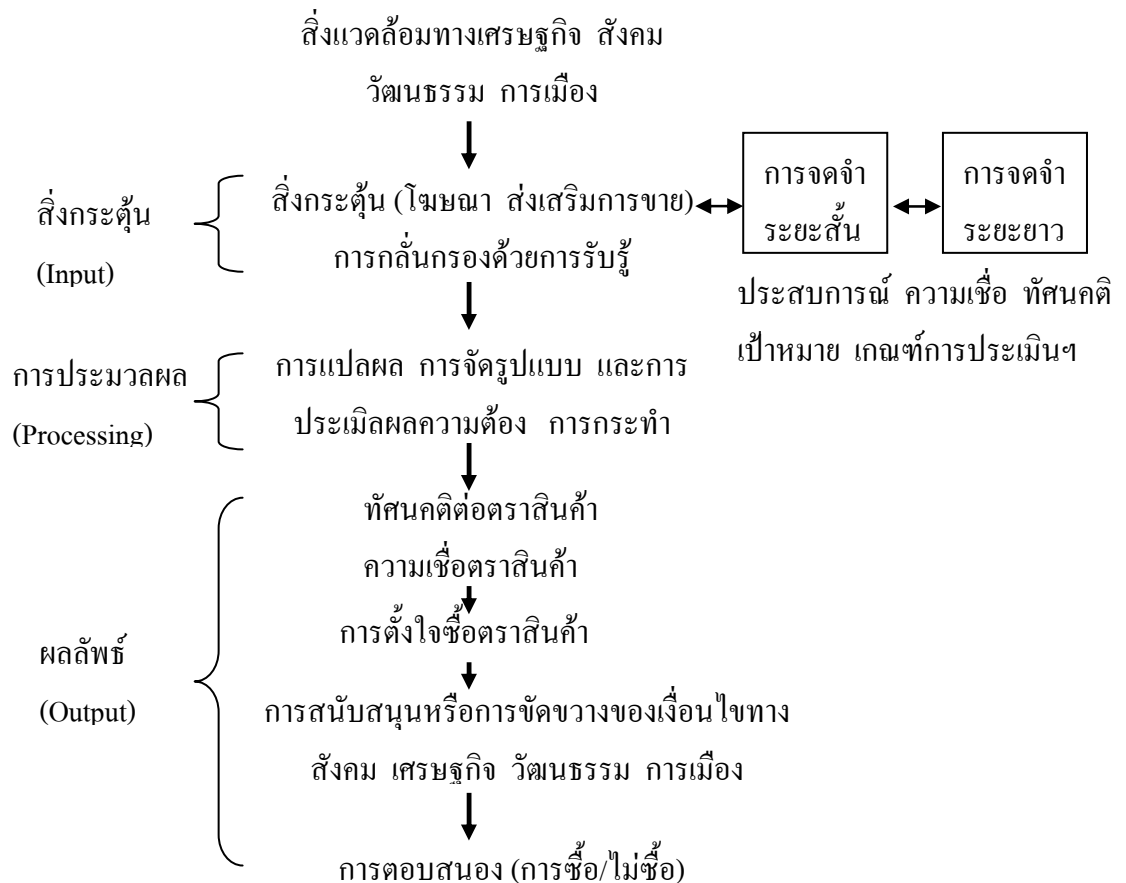 สิ่งแวดล้อมทางเศรษฐกิจ สังคม
วัฒนธรรม การเมือง
สิ่งกระตุ้น
(Input)
สิ่งกระตุ้น (โฆษณา ส่งเสริมการขาย)
การกลั่นกรองด้วยการรับรู้
การจดจำ
ระยะสั้น
การจดจำ
ระยะยาว
ประสบการณ์ ความเชื่อ ทัศนคติ
เป้าหมาย เกณฑ์การประเมินฯ
การประมวลผล
(Processing)
การแปลผล การจัดรูปแบบ และการ
ประเมิลผลความต้อง การกระทำ
ผลลัพธ์
(Output)
ทัศนคติต่อตราสินค้า
ความเชื่อตราสินค้า
การตั้งใจซื้อตราสินค้า
การสนับสนุนหรือการขัดขวางของเงื่อนไขทาง
สังคม เศรษฐกิจ วัฒนธรรม การเมือง
การตอบสนอง (การซื้อ/ไม่ซื้อ)